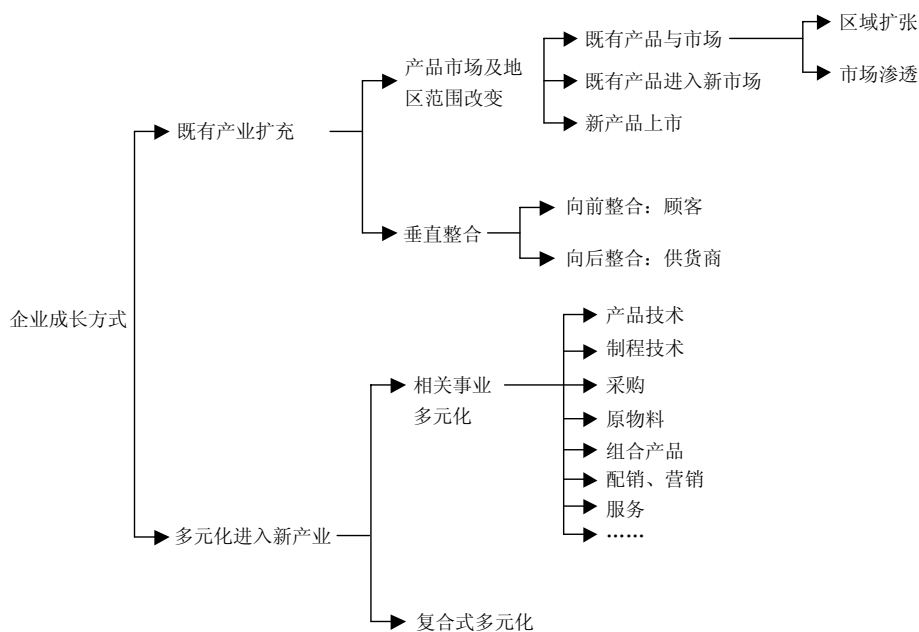 企业成长方式
既有产业扩充
产品市场及地
区范围改变
既有产品与市场
区域扩张
市场渗透
既有产品进入新市场
新产品上市
垂直整合
向前整合：顾客
向后整合：供货商
多元化进入新产业
相关事业
多元化
产品技术
制程技术
采购
原物料
组合产品
配销、营销
服务
……
复合式多元化